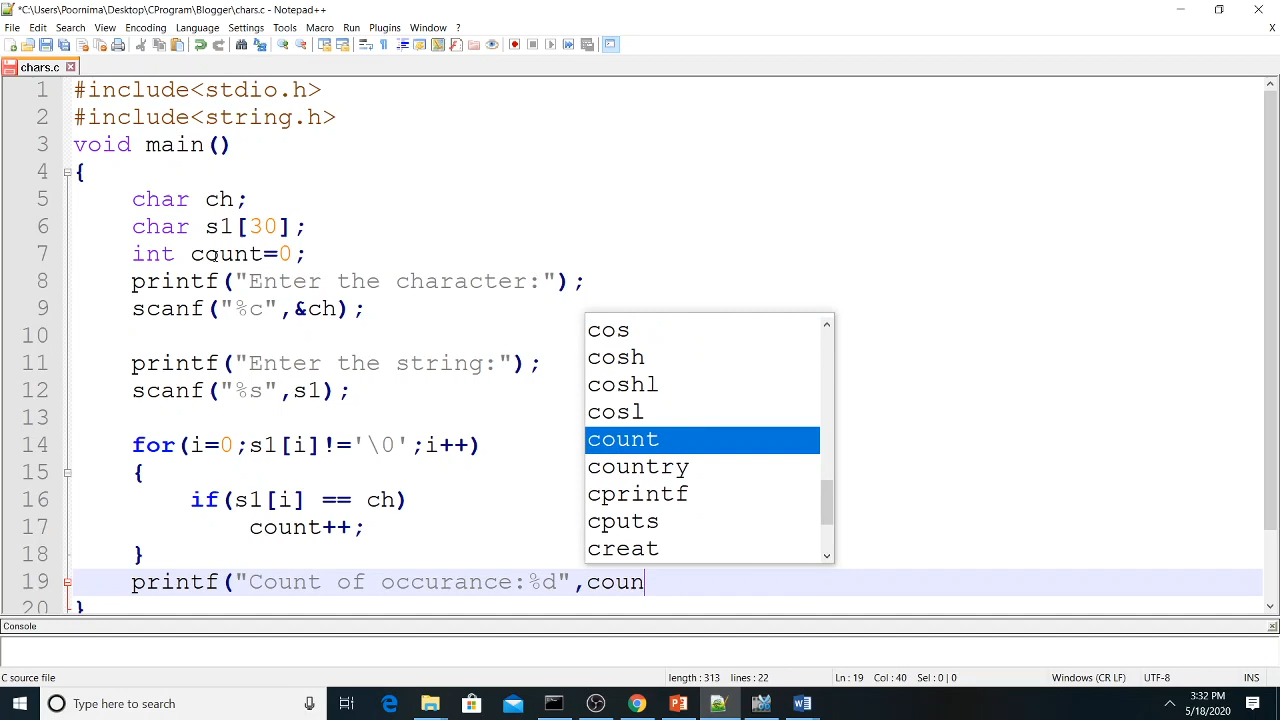 *C:\Users\Poornima\Desktop\CProgram\Blogger\chars.c - Notepad++
File Edit Search View Encoding Language Settings Tools Macro Run Plugins Window ? X
chars.c
1 #include<stdio.h>
2 #include<string.h>
3 void main()
4 {
5 char ch;
6 char s1[30];
7 int count=0;
8 printf("Enter the character:");
9 scanf("%c",&ch);
10
11 printf("Enter the string:");
12 scanf("%s",s1);
13
14 for(i=0;s1[i]!='\0';i++)
15 {
16 if(s1[i] == ch)
17 count++;
18 }
19 printf("Count of occurance:%d",coun
20 }
cos
cosh
coshl
cosl
count
country
cprintf
cputs
creat
Console
C source file length : 313 lines : 22 Ln : 19 Col : 40 Sel : 0 | 0 Windows (CR LF) UTF-8 INS
Type here to search
3:32 PM
5/18/2020